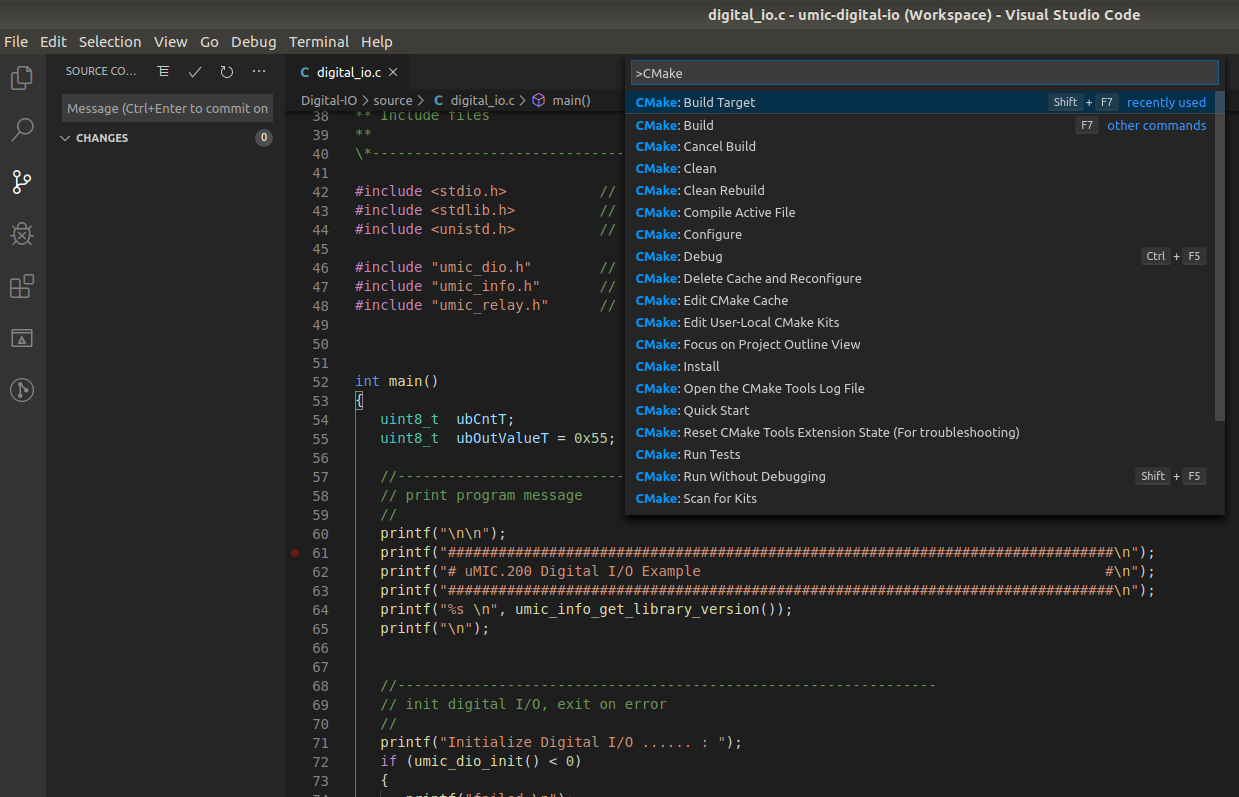 digital_io.c - umic-digital-io (Workspace) - Visual Studio Code
File Edit Selection View Go Debug Terminal Help
SOURCE CO...
Message (Ctrl+Enter to commit on
CHANGES 0
C digital_io.c
Digital-IO > source > C digital_io.c > main()
38 ** Include files
39 **
40 \*------------------------------
41
42 #include <stdio.h> //
43 #include <stdlib.h> //
44 #include <unistd.h> //
45
46 #include "umic_dio.h" //
47 #include "umic_info.h" //
48 #include "umic_relay.h" //
49
50
51
52 int main()
53 {
54 uint8_t ubCntT;
55 uint8_t ubOutValueT = 0x55;
56
57 //---------------------------
58 // print program message
59 //
60 printf("\n\n");
61 printf("###############################################################################\n");
62 printf("# uMIC.200 Digital I/O Example #\n");
63 printf("###############################################################################\n");
64 printf("%s \n", umic_info_get_library_version());
65 printf("\n");
66
67
68 //----------------------------------------------------------------
69 // init digital I/O, exit on error
70 //
71 printf("Initialize Digital I/O ...... : ");
72 if (umic_dio_init() < 0)
73 {
74 printf("failed \n");
>CMake
CMake: Build Target Shift + F7 recently used
CMake: Build F7 other commands
CMake: Cancel Build
CMake: Clean
CMake: Clean Rebuild
CMake: Compile Active File
CMake: Configure
CMake: Debug Ctrl + F5
CMake: Delete Cache and Reconfigure
CMake: Edit CMake Cache
CMake: Edit User-Local CMake Kits
CMake: Focus on Project Outline View
CMake: Install
CMake: Open the CMake Tools Log File
CMake: Quick Start
CMake: Reset CMake Tools Extension State (For troubleshooting)
CMake: Run Tests
CMake: Run Without Debugging Shift + F5
CMake: Scan for Kits